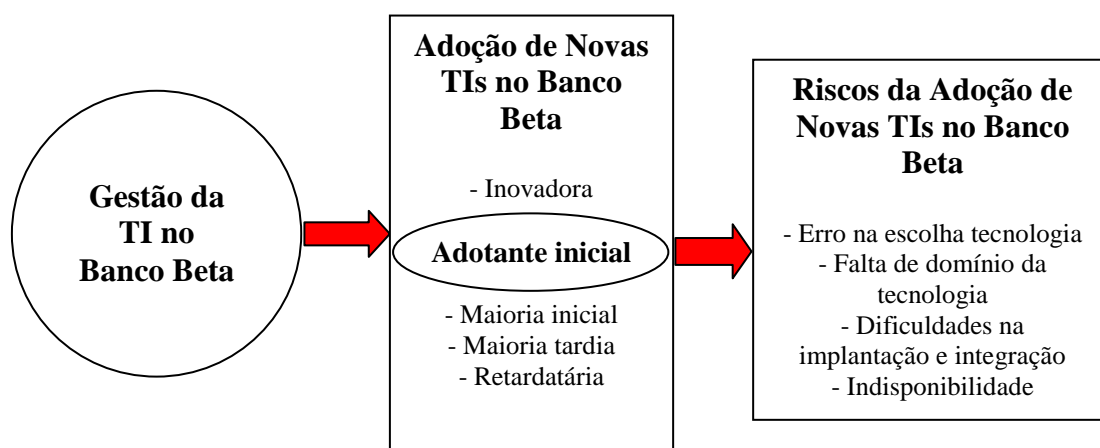 Gestão da
TI no
Banco Beta
Adoção de Novas
TIs no Banco
Beta
- Inovadora
Adotante inicial
- Maioria inicial
- Maioria tardia
- Retardatária
Riscos da Adoção de
Novas TIs no Banco
Beta
- Erro na escolha tecnologia
- Falta de domínio da
tecnologia
- Dificuldades na
implantação e integração
- Indisponibilidade